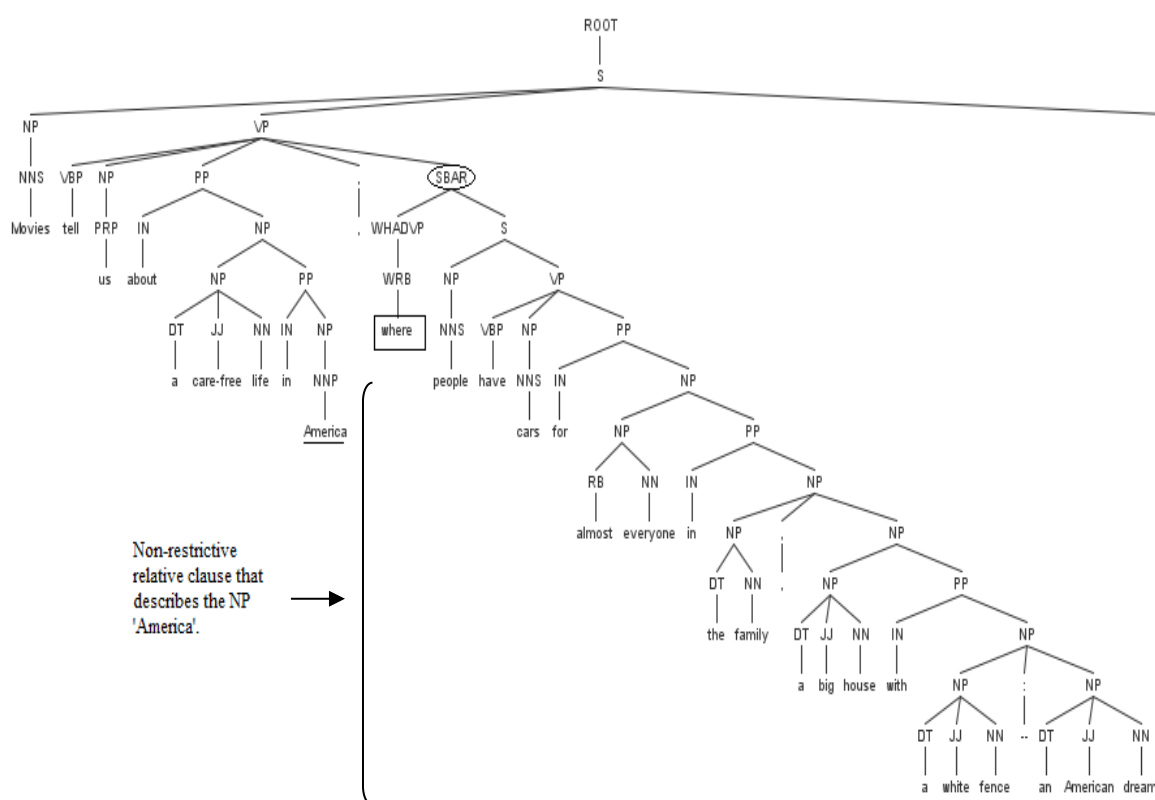 ROOT
S
NP VP
NNS VBP NP PP , SBAR
Movies tell PRP IN NP , WHADVP S
us about NP PP WRB NP VP
DT JJ NN IN NP where NNS VBP NP PP
a care-free life in NNP people have NNS IN NP
America cars for NP PP
RB NN IN NP
almost everyone in NP , NP
Non-restrictive
relative clause that
describes the NP
'America'.
DT NN , NP PP
the family DT JJ NN IN NP
a big house with NP : NP
DT JJ NN -- DT JJ NN
a white fence an American dream